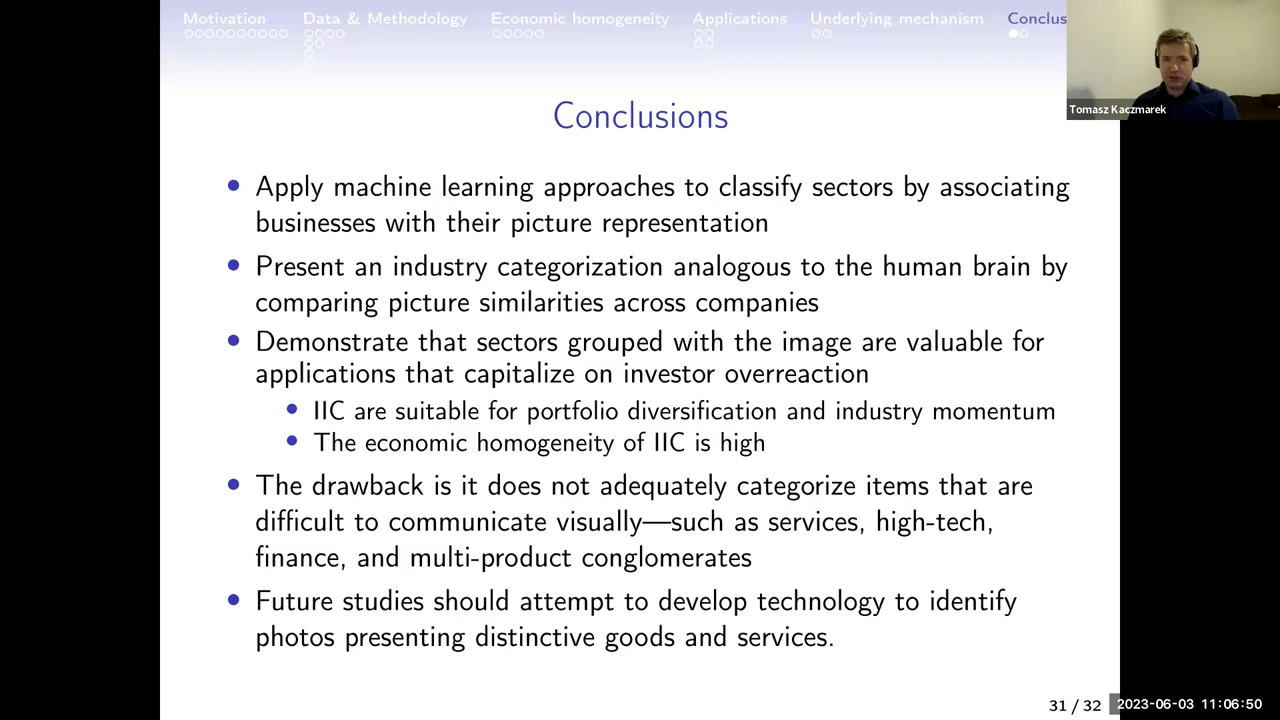 Motivation Data & Methodology Economic homogeneity Applications Underlying mechanism Conclus
Tomasz Kaczmarek
Conclusions
Apply machine learning approaches to classify sectors by associating
businesses with their picture representation
Present an industry categorization analogous to the human brain by
comparing picture similarities across companies
Demonstrate that sectors grouped with the image are valuable for
applications that capitalize on investor overreaction
IIC are suitable for portfolio diversification and industry momentum
The economic homogeneity of IIC is high
The drawback is it does not adequately categorize items that are
difficult to communicate visually—such as services, high-tech,
finance, and multi-product conglomerates
Future studies should attempt to develop technology to identify
photos presenting distinctive goods and services.
31 / 32
2023-06-03 11:06:50